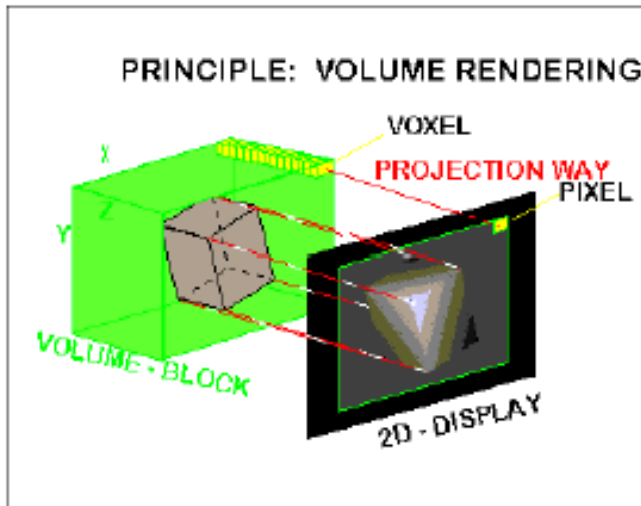 PRINCIPLE: VOLUME RENDERING
VOXEL
X
PROJECTION WAY
PIXEL
Z
Y
VOLUME - BLOCK
2D - DISPLAY